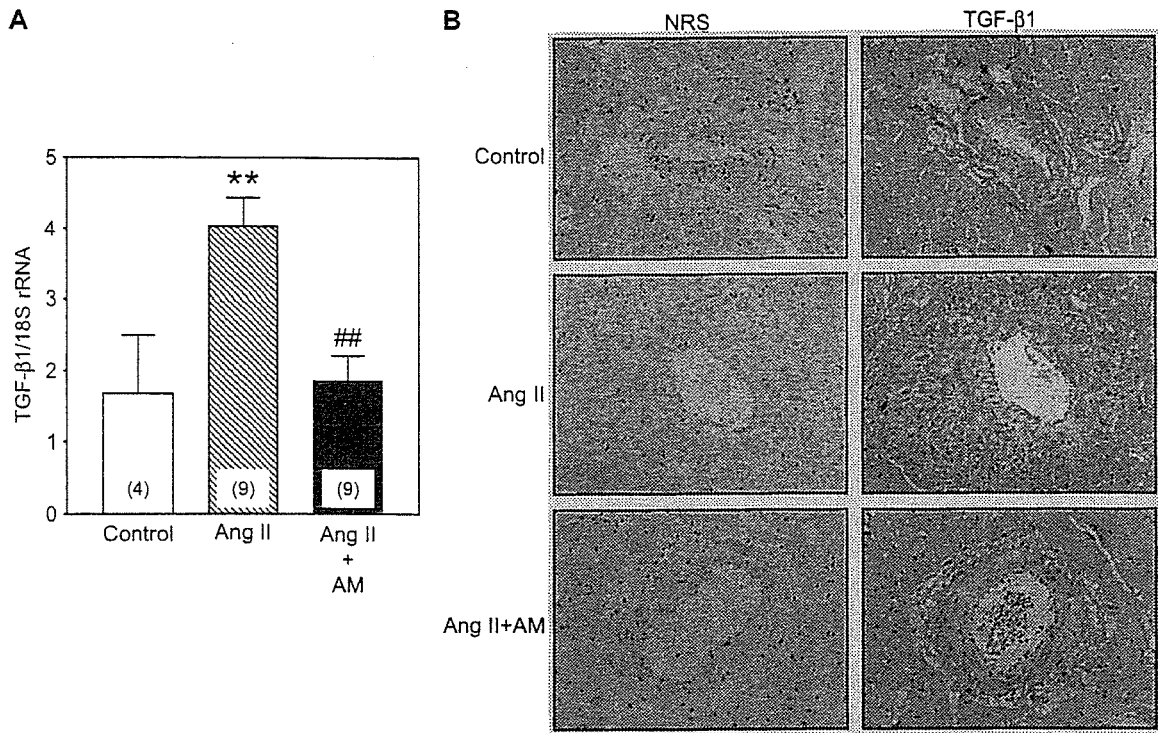 A
TGF-β1/18S rRNA
5
4
3
2
1
0
**
##
(4)
(9)
(9)
Control
Ang II
Ang II
+
AM
B
NRS
TGF-β1
Control
Ang II
Ang II+AM